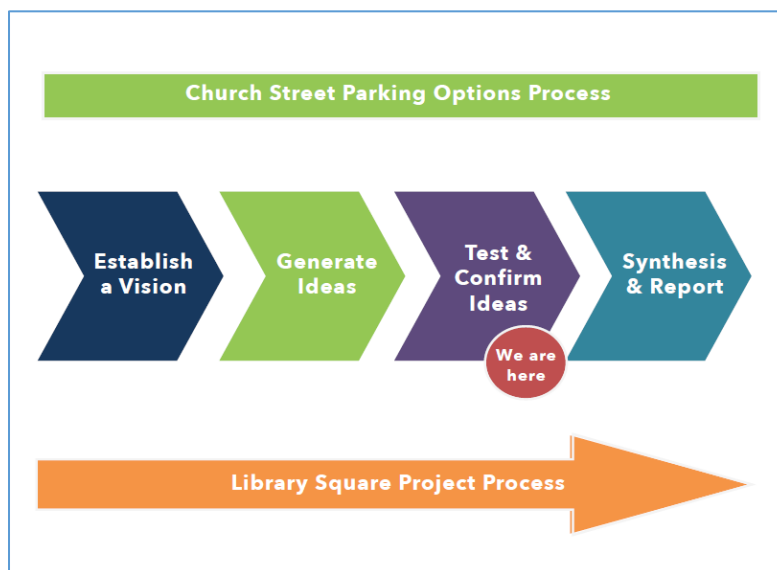 Church Street Parking Options Process
Establish
a Vision
Generate
Ideas
Test &
Confirm
Ideas
Synthesis
& Report
We are
here
Library Square Project Process